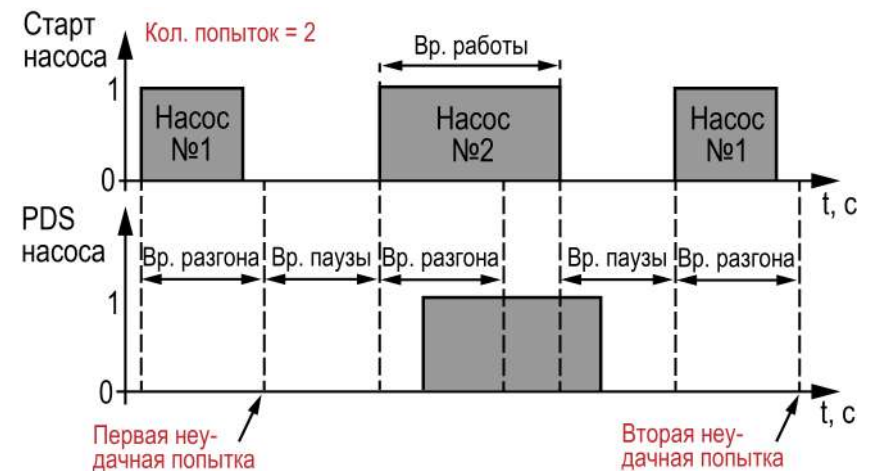 Старт
насоса
Кол. попыток = 2
Вр. работы
1
Насос
№1
Насос
№2
Насос
№1
0
t, с
PDS
насоса
Вр. разгона
Вр. паузы
Вр. разгона
Вр. паузы
Вр. разгона
1
0
t, с
Первая неу-
дачная попытка
Вторая неу-
дачная попытка